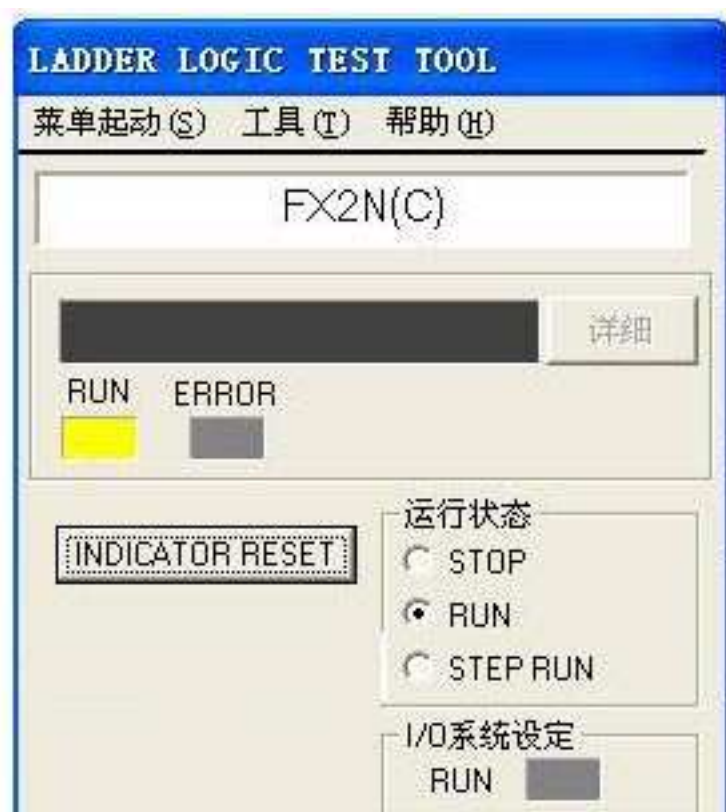 LADDER LOGIC TEST TOOL
菜单起动(S) 工具(T) 帮助(H)
FX2N(C)
详细
RUN ERROR
INDICATOR RESET
运行状态
STOP
RUN
STEP RUN
I/O系统设定
RUN